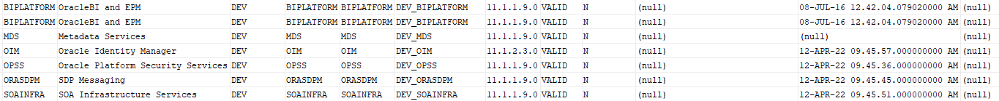 BIPLATFORM OracleBI and EPM DEV BIPLATFORM BIPLATFORM DEV_BIPLATFORM 11.1.1.9.0 VALID N (null) 08-JUL-16 12.42.04.079020000 AM (null)
BIPLATFORM OracleBI and EPM DEV BIPLATFORM BIPLATFORM DEV_BIPLATFORM 11.1.1.9.0 VALID N (null) 08-JUL-16 12.42.04.079020000 AM (null)
MDS Metadata Services DEV MDS MDS DEV_MDS 11.1.1.9.0 VALID N (null) (null) (null)
OIM Oracle Identity Manager DEV OIM OIM DEV_OIM 11.1.2.3.0 VALID N (null) 12-APR-22 09.45.57.000000000 AM (null)
OPSS Oracle Platform Security Services DEV OPSS OPSS DEV_OPSS 11.1.1.9.0 VALID N (null) 12-APR-22 09.45.36.000000000 AM (null)
ORASDPM SDP Messaging DEV ORASDPM ORASDPM DEV_ORASDPM 11.1.1.9.0 VALID N (null) 12-APR-22 09.45.45.000000000 AM (null)
SOAINFRA SOA Infrastructure Services DEV SOAINFRA SOAINFRA DEV_SOAINFRA 11.1.1.9.0 VALID N (null) 12-APR-22 09.45.51.000000000 AM (null)